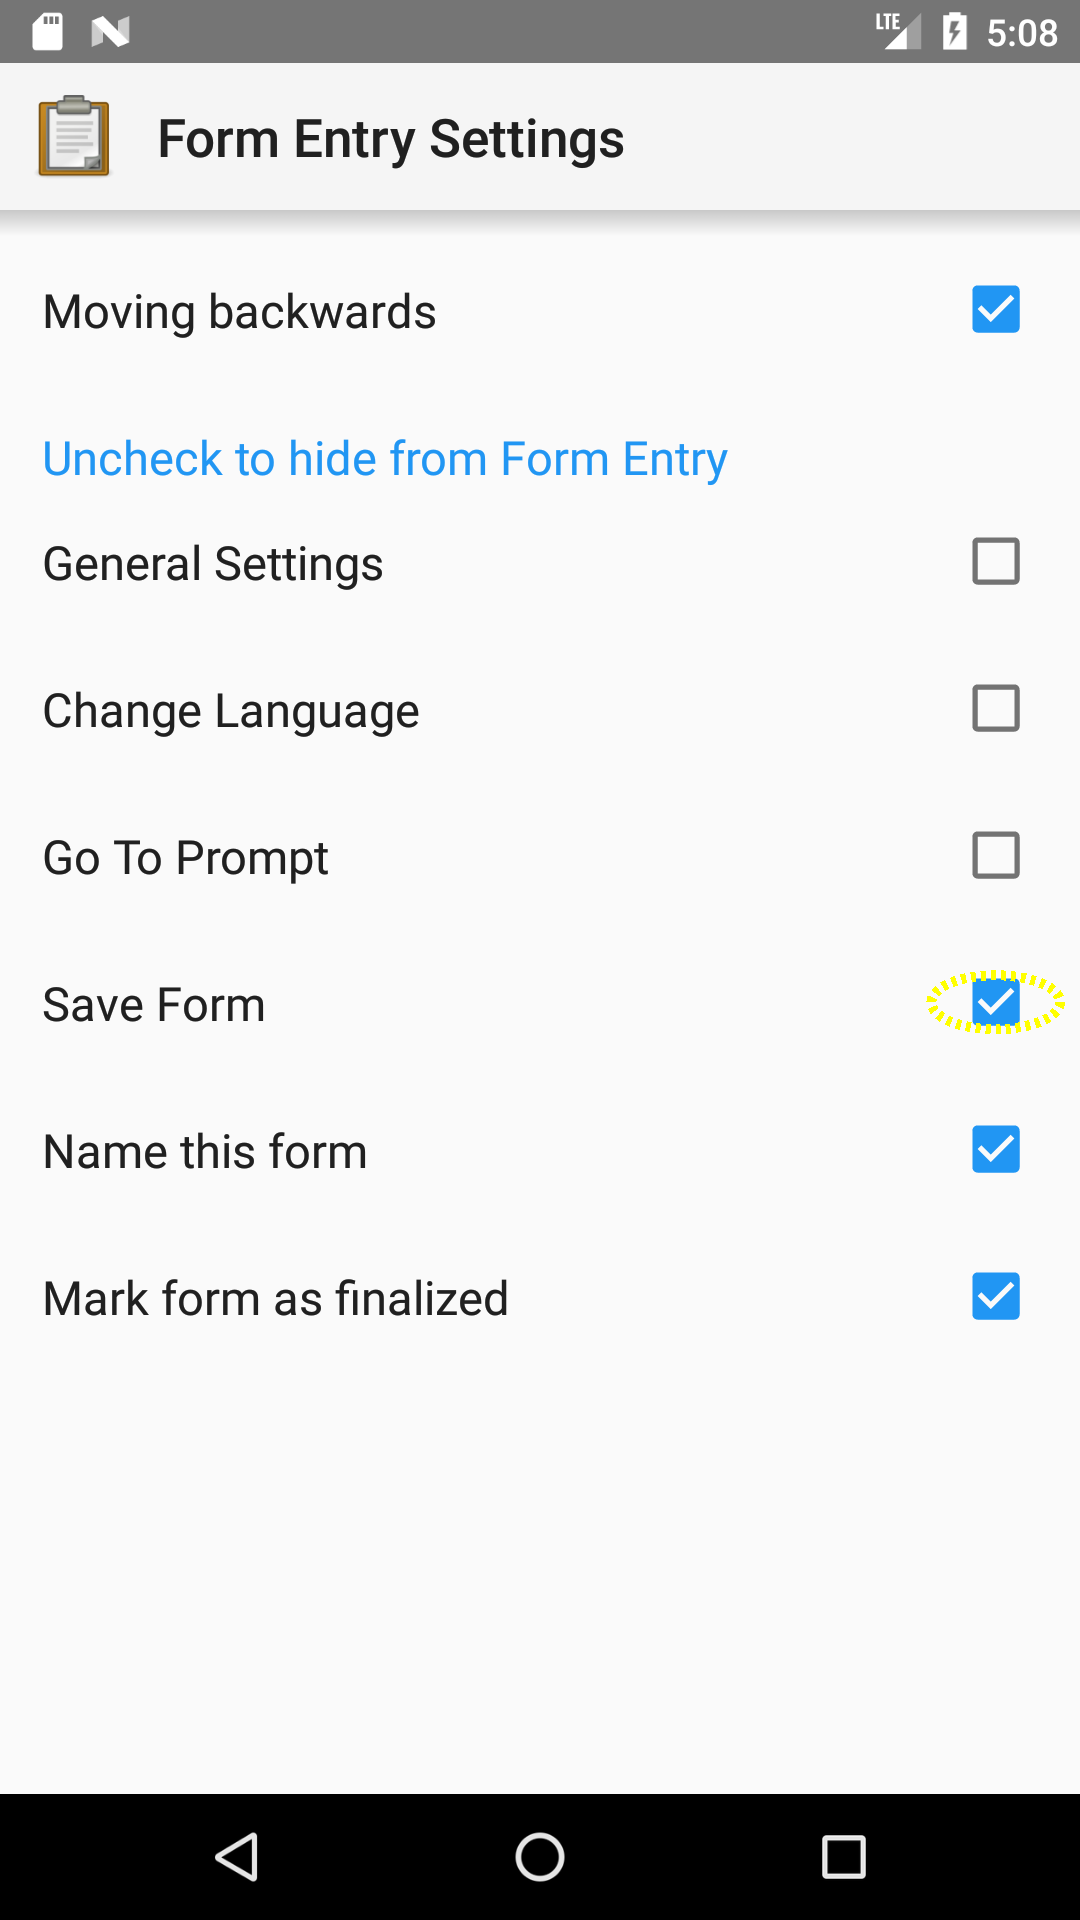 LTE 5:08
Form Entry Settings
Moving backwards
Uncheck to hide from Form Entry
General Settings
Change Language
Go To Prompt
Save Form
Name this form
Mark form as finalized